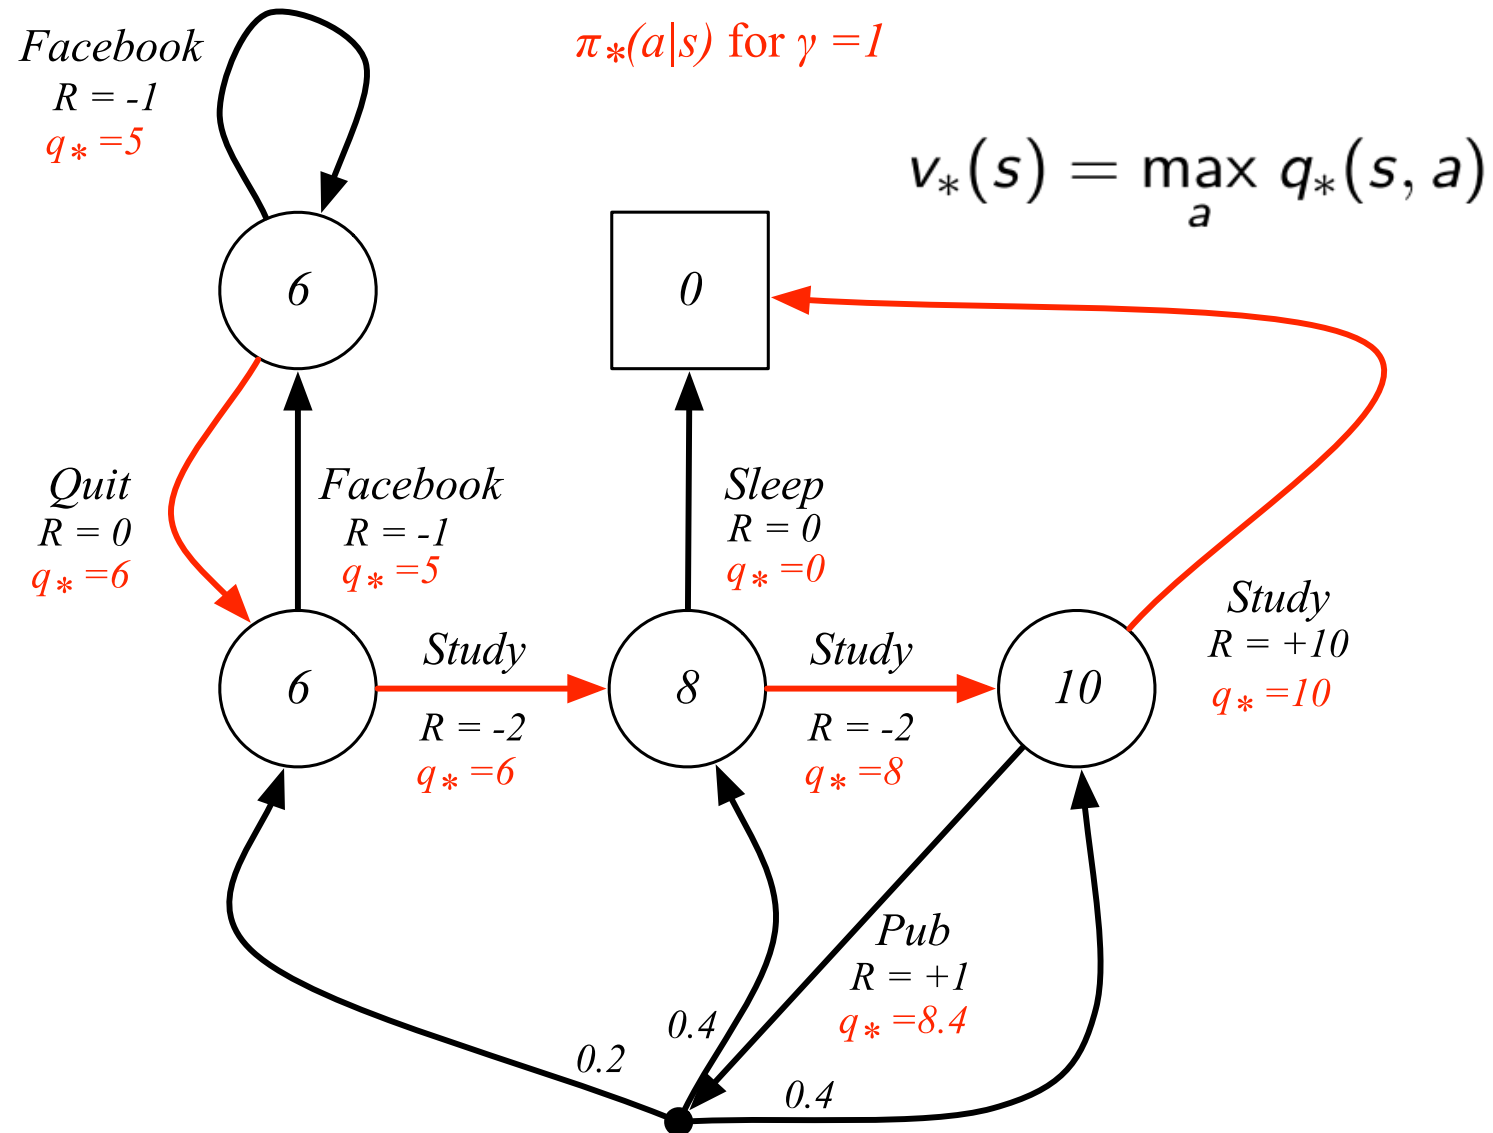 π*(a|s) for γ =1
Facebook
R = -1
q* =5
v*(s) = max q*(s, a)
a
6
0
Quit
R = 0
q* =6
Facebook
R = -1
q* =5
Sleep
R = 0
q* =0
Study
R = +10
q* =10
6
Study
R = -2
q* =6
8
Study
R = -2
q* =8
10
Pub
R = +1
q* =8.4
0.2
0.4
0.4